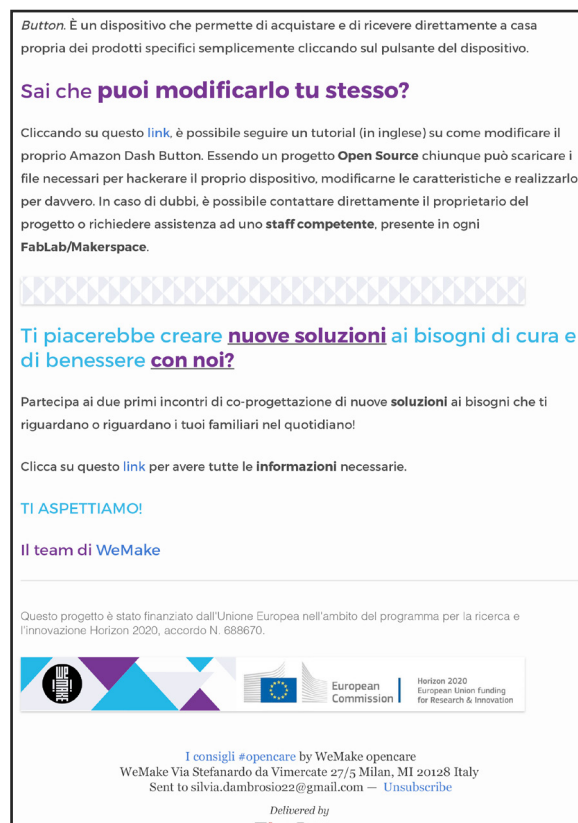 Button. È un dispositivo che permette di acquistare e di ricevere direttamente a casa
propria dei prodotti specifici semplicemente cliccando sul pulsante del dispositivo.
Sai che puoi modificarlo tu stesso?
Cliccando su questo link, è possibile seguire un tutorial (in inglese) su come modificare il
proprio Amazon Dash Button. Essendo un progetto Open Source chiunque può scaricare i
file necessari per hackerare il proprio dispositivo, modificarne le caratteristiche e realizzarlo
per davvero. In caso di dubbi, è possibile contattare direttamente il proprietario del
progetto o richiedere assistenza ad uno staff competente, presente in ogni
FabLab/Makerspace.
Ti piacerebbe creare nuove soluzioni ai bisogni di cura e
di benessere con noi?
Partecipa ai due primi incontri di co-progettazione di nuove soluzioni ai bisogni che ti
riguardano o riguardano i tuoi familiari nel quotidiano!
Clicca su questo link per avere tutte le informazioni necessarie.
TI ASPETTIAMO!
Il team di WeMake
Questo progetto è stato finanziato dall'Unione Europea nell'ambito del programma per la ricerca e
l'innovazione Horizon 2020, accordo N. 688670.
WE MAKE
European
Commission
Horizon 2020
European Union funding
for Research & Innovation
I consigli #opencare by WeMake opencare
WeMake Via Stefanardo da Vimercate 27/5 Milan, MI 20128 Italy
Sent to silvia.dambrosio22@gmail.com — Unsubscribe
Delivered by